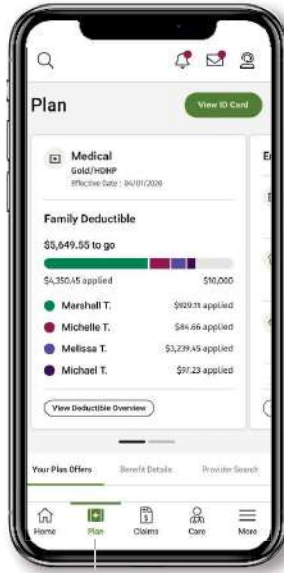 Plan
View ID Card
Medical
Gold/HDHP
Effective Date : 04/01/2020
Family Deductible
$5,649.55 to go
$4,350.45 applied $10,000
Marshall T. $929.11 applied
Michelle T. $84.66 applied
Melissa T. $3,239.45 applied
Michael T. $97.23 applied
View Deductible Overview
Your Plan Offers Benefit Details Provider Search
Home Plan Claims Care More